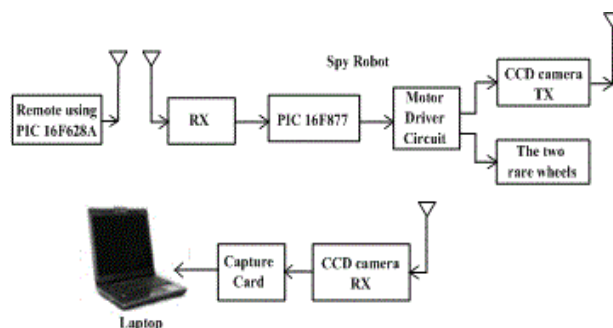 Spy Robot
Remote using
PIC 16F628A
RX
PIC 16F877
Motor
Driver
Circuit
CCD camera
TX
The two
rare wheels
Laptop
Capture
Card
CCD camera
RX